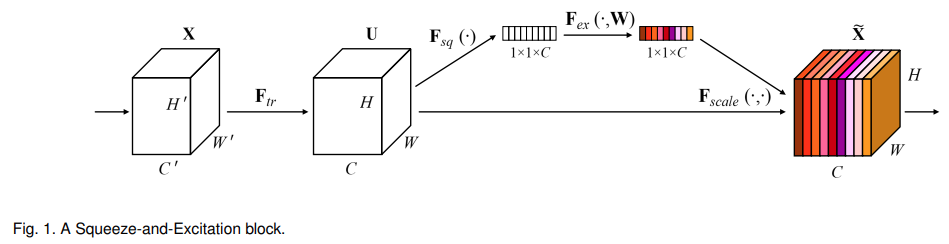 X
H′
W′
C′
F_tr
U
H
W
C
F_sq (·)
1×1×C
F_ex (·,W)
1×1×C
F_scale (·,·)
X̃
H
W
C
Fig. 1. A Squeeze-and-Excitation block.